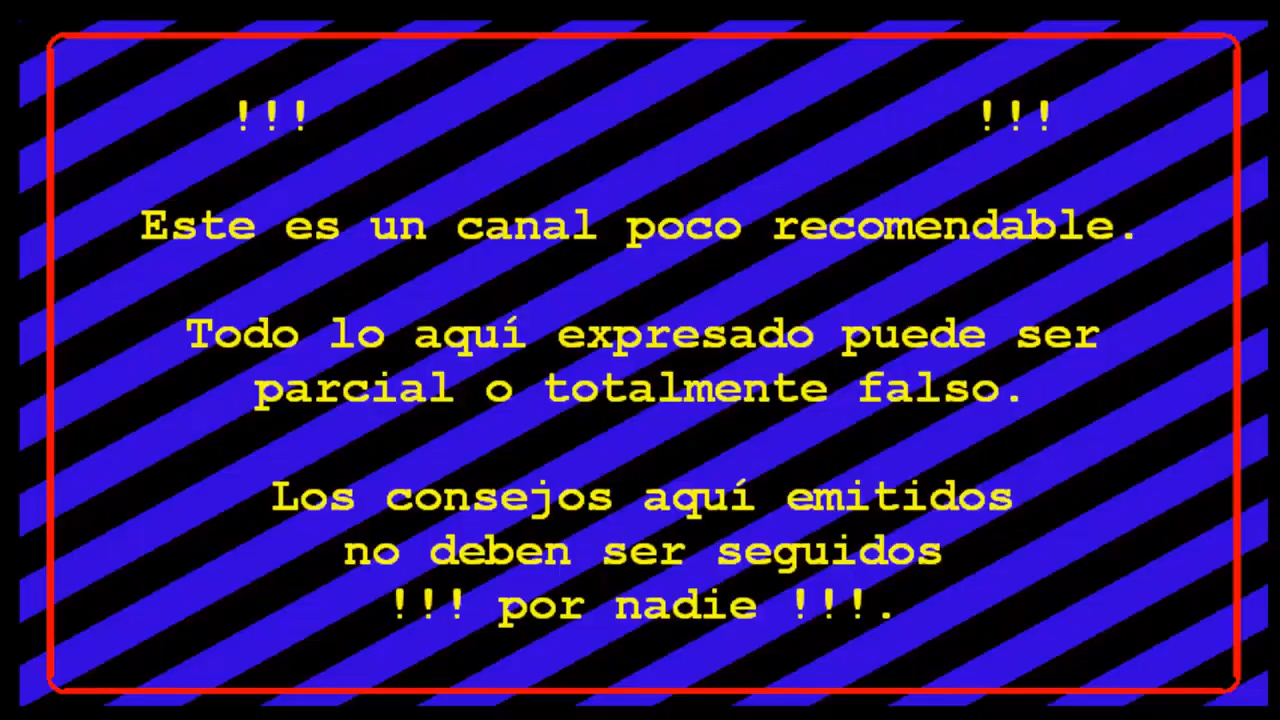 !!! !!!
Este es un canal poco recomendable.
Todo lo aquí expresado puede ser
parcial o totalmente falso.
Los consejos aquí emitidos
no deben ser seguidos
!!! por nadie !!!.